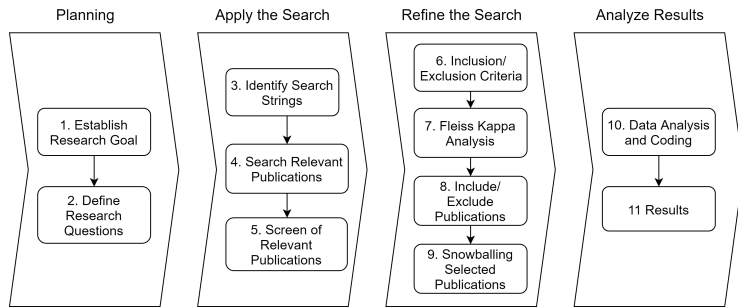 Planning
Apply the Search
Refine the Search
Analyze Results
1. Establish
Research Goal
2. Define
Research
Questions
3. Identify Search
Strings
4. Search Relevant
Publications
5. Screen of
Relevant
Publications
6. Inclusion/
Exclusion Criteria
7. Fleiss Kappa
Analysis
8. Include/
Exclude
Publications
9. Snowballing
Selected
Publications
10. Data Analysis
and Coding
11 Results